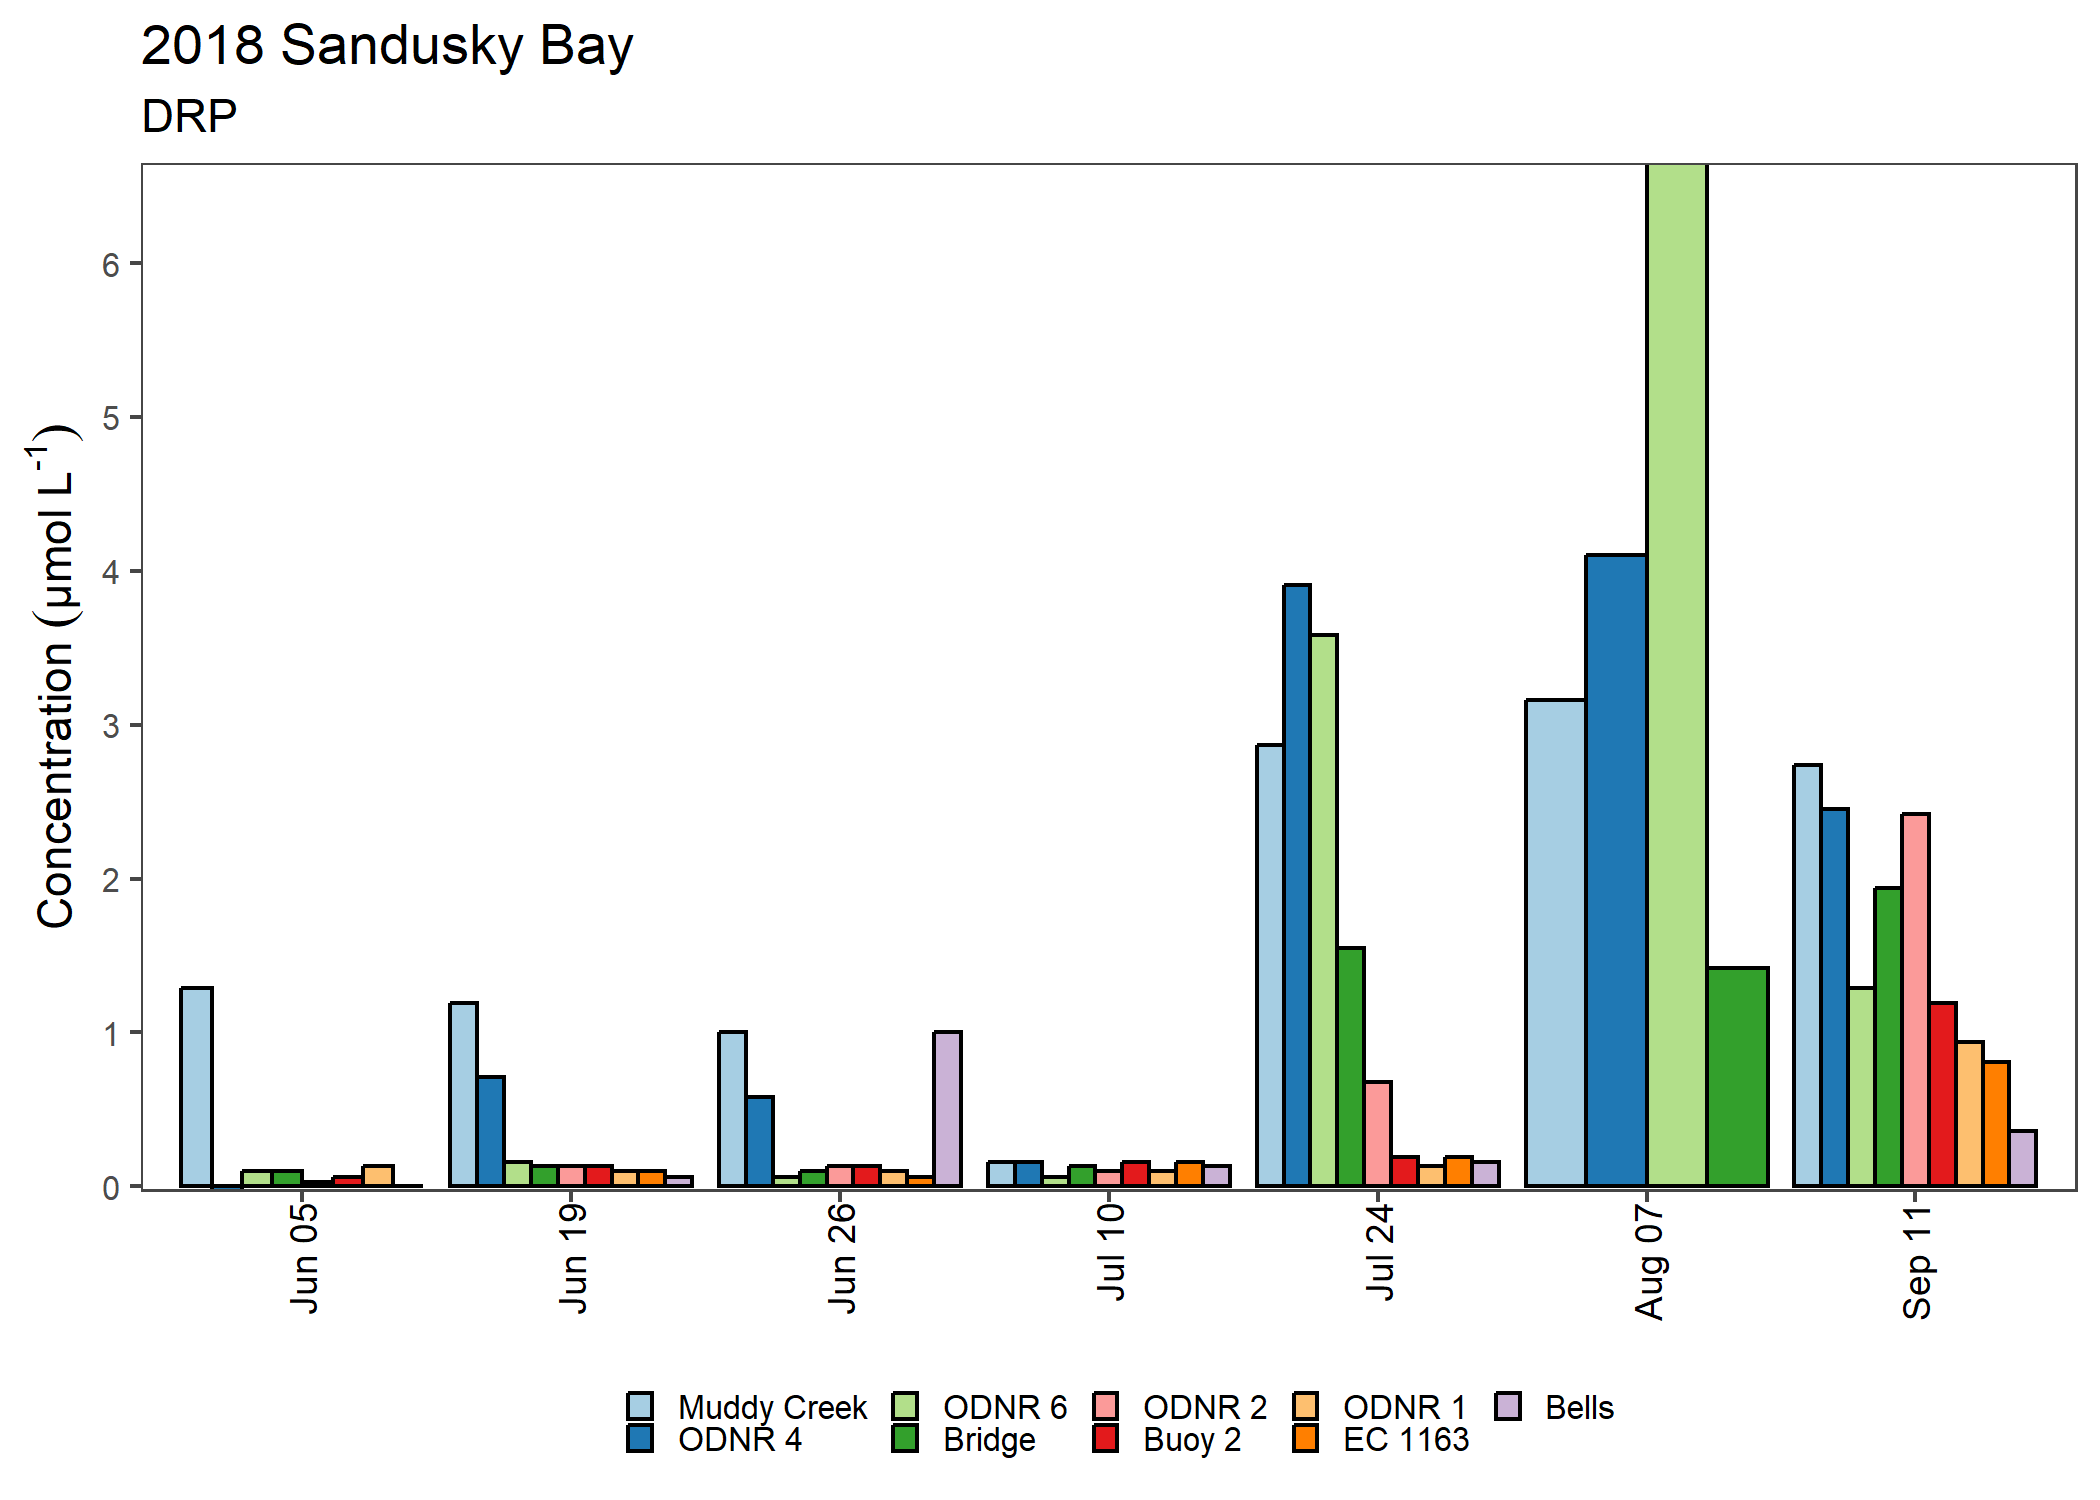 2018 Sandusky Bay
DRP
Concentration (µmol L⁻¹)
6
5
4
3
2
1
0
Jun 05
Jun 19
Jun 26
Jul 10
Jul 24
Aug 07
Sep 11
Muddy Creek
ODNR 6
ODNR 2
ODNR 1
Bells
ODNR 4
Bridge
Buoy 2
EC 1163